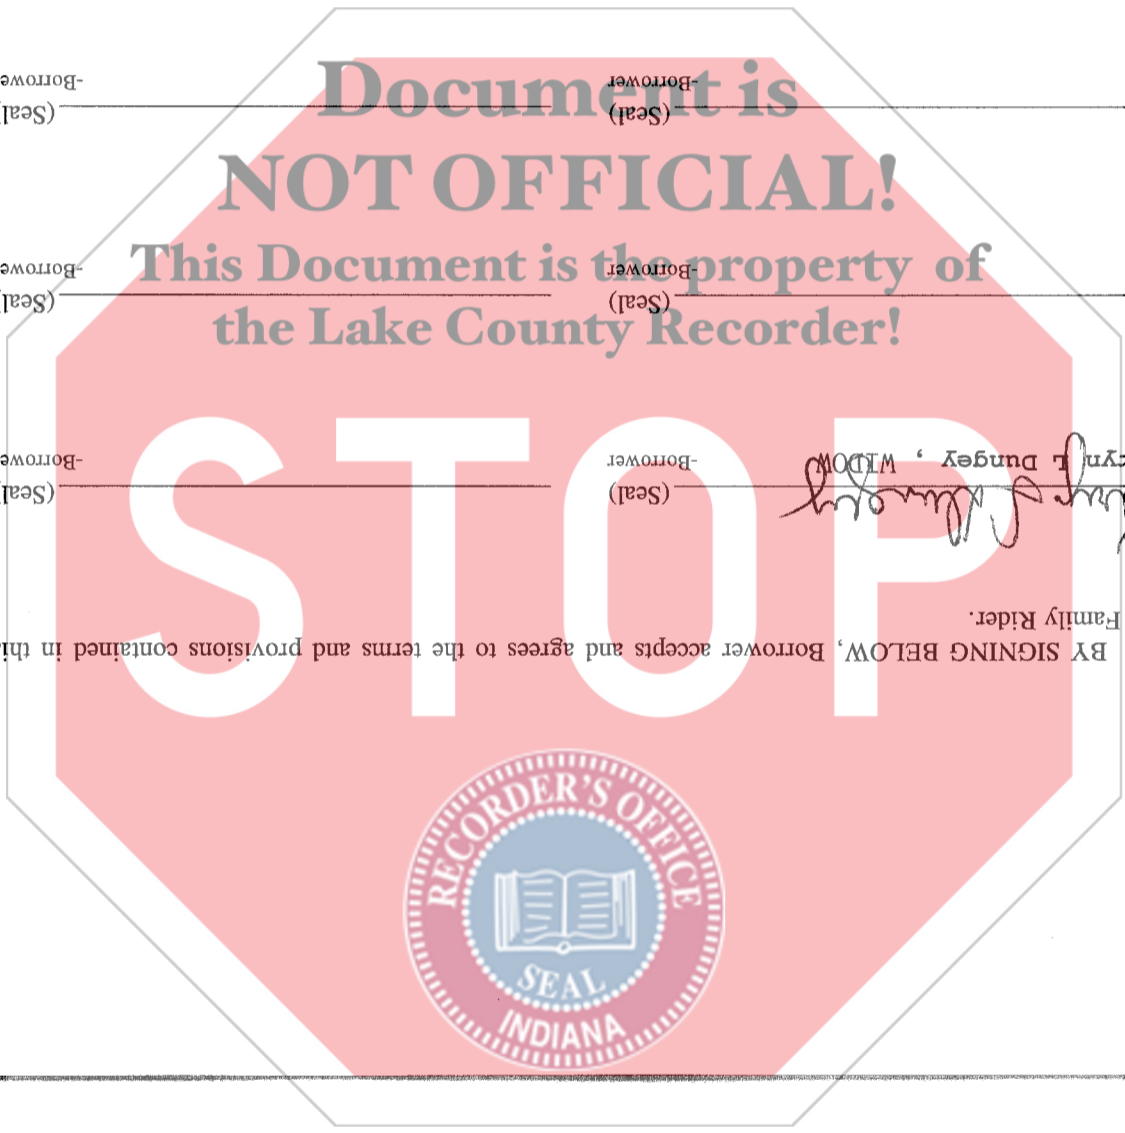 Document is
NOT OFFICIAL!
This Document is the property of
the Lake County Recorder!
STOP
RECORDER'S OFFICE
SEAL
INDIANA
BY SIGNING BELOW, Borrower accepts and agrees to the terms and provisions contained in thi
Family Rider.
(Seal) (Seal
yn L Dungey , WIDOW -Borrower -Borrowe
(Seal) (Seal
-Borrower -Borrowe
(Seal) (Seal
-Borrower -Borrowe